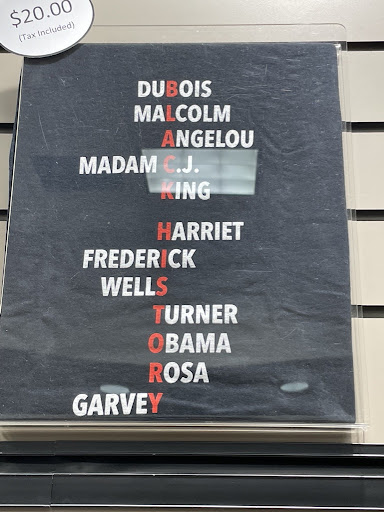 $20.00
(Tax Included)
DUBOIS
MALCOLM
ANGELOU
MADAM C.J.
KING
HARRIET
FREDERICK
WELLS
TURNER
OBAMA
ROSA
GARVEY